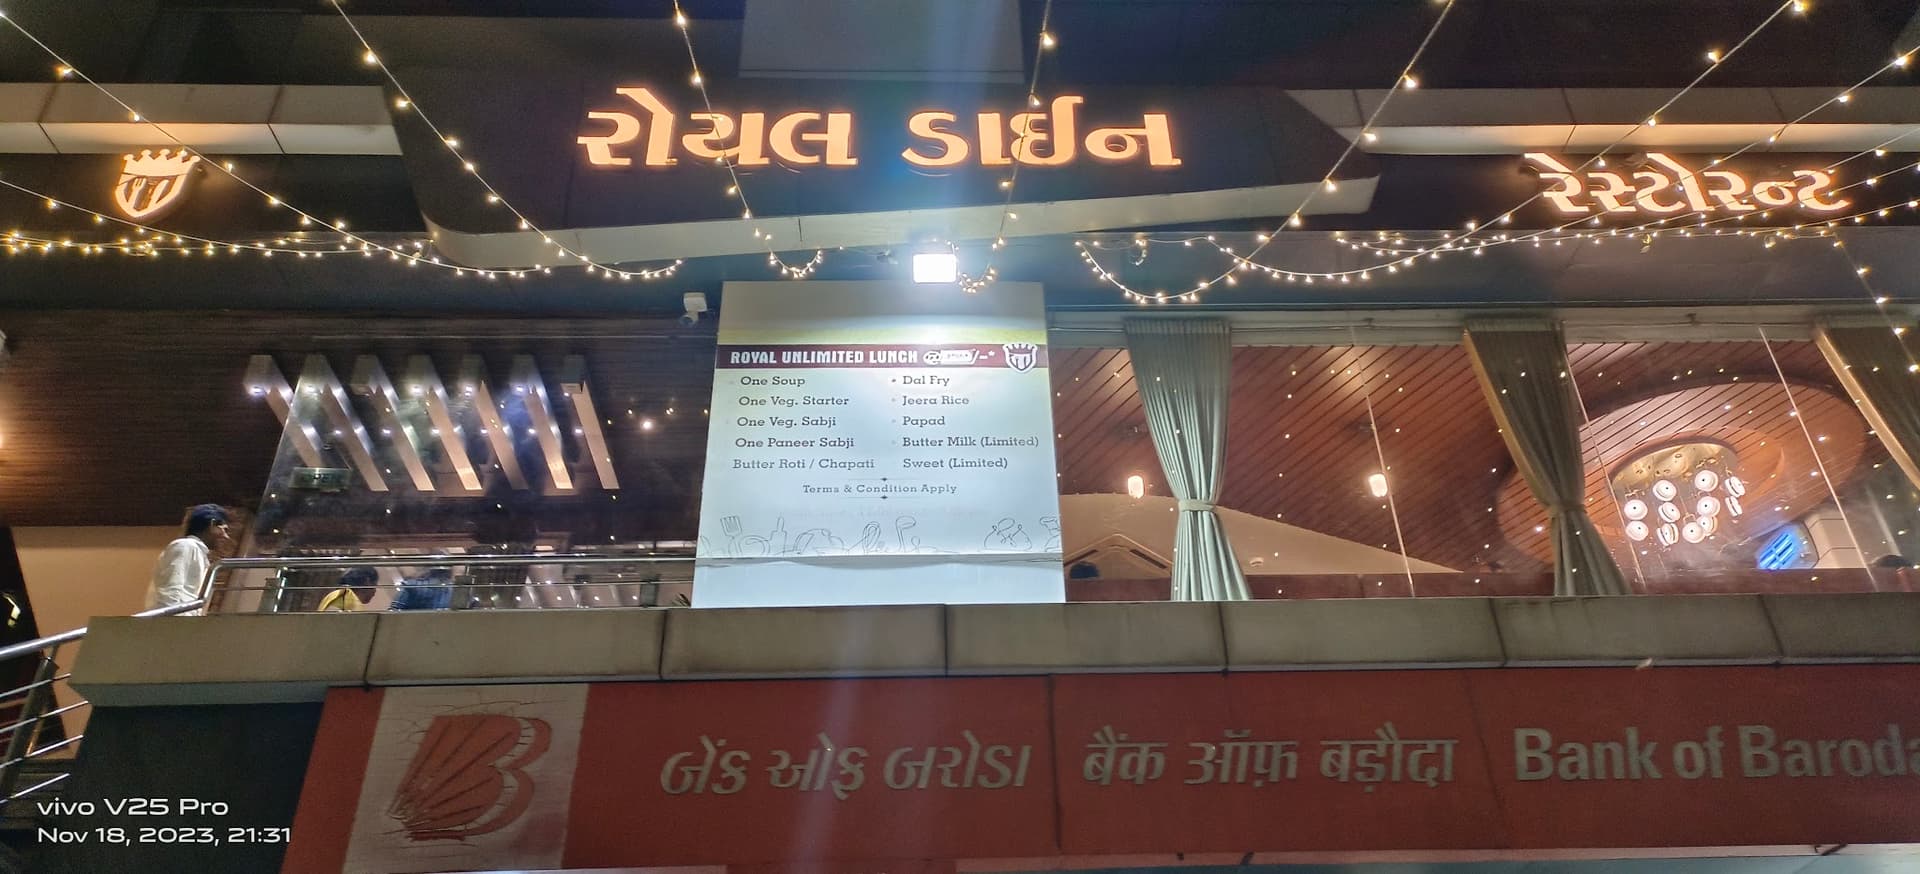 રોયલ ડાઈન
રેસ્ટોરન્ટ
ROYAL UNLIMITED LUNCH @ /-*
One Soup
One Veg. Starter
One Veg. Sabji
One Paneer Sabji
Butter Roti / Chapati
• Dal Fry
Jeera Rice
Papad
Butter Milk (Limited)
Sweet (Limited)
Terms & Condition Apply
OPEN
બેંક ઓફ બરોડા
बैंक ऑफ़ बड़ौदा
Bank of Baroda
vivo V25 Pro
Nov 18, 2023, 21:31